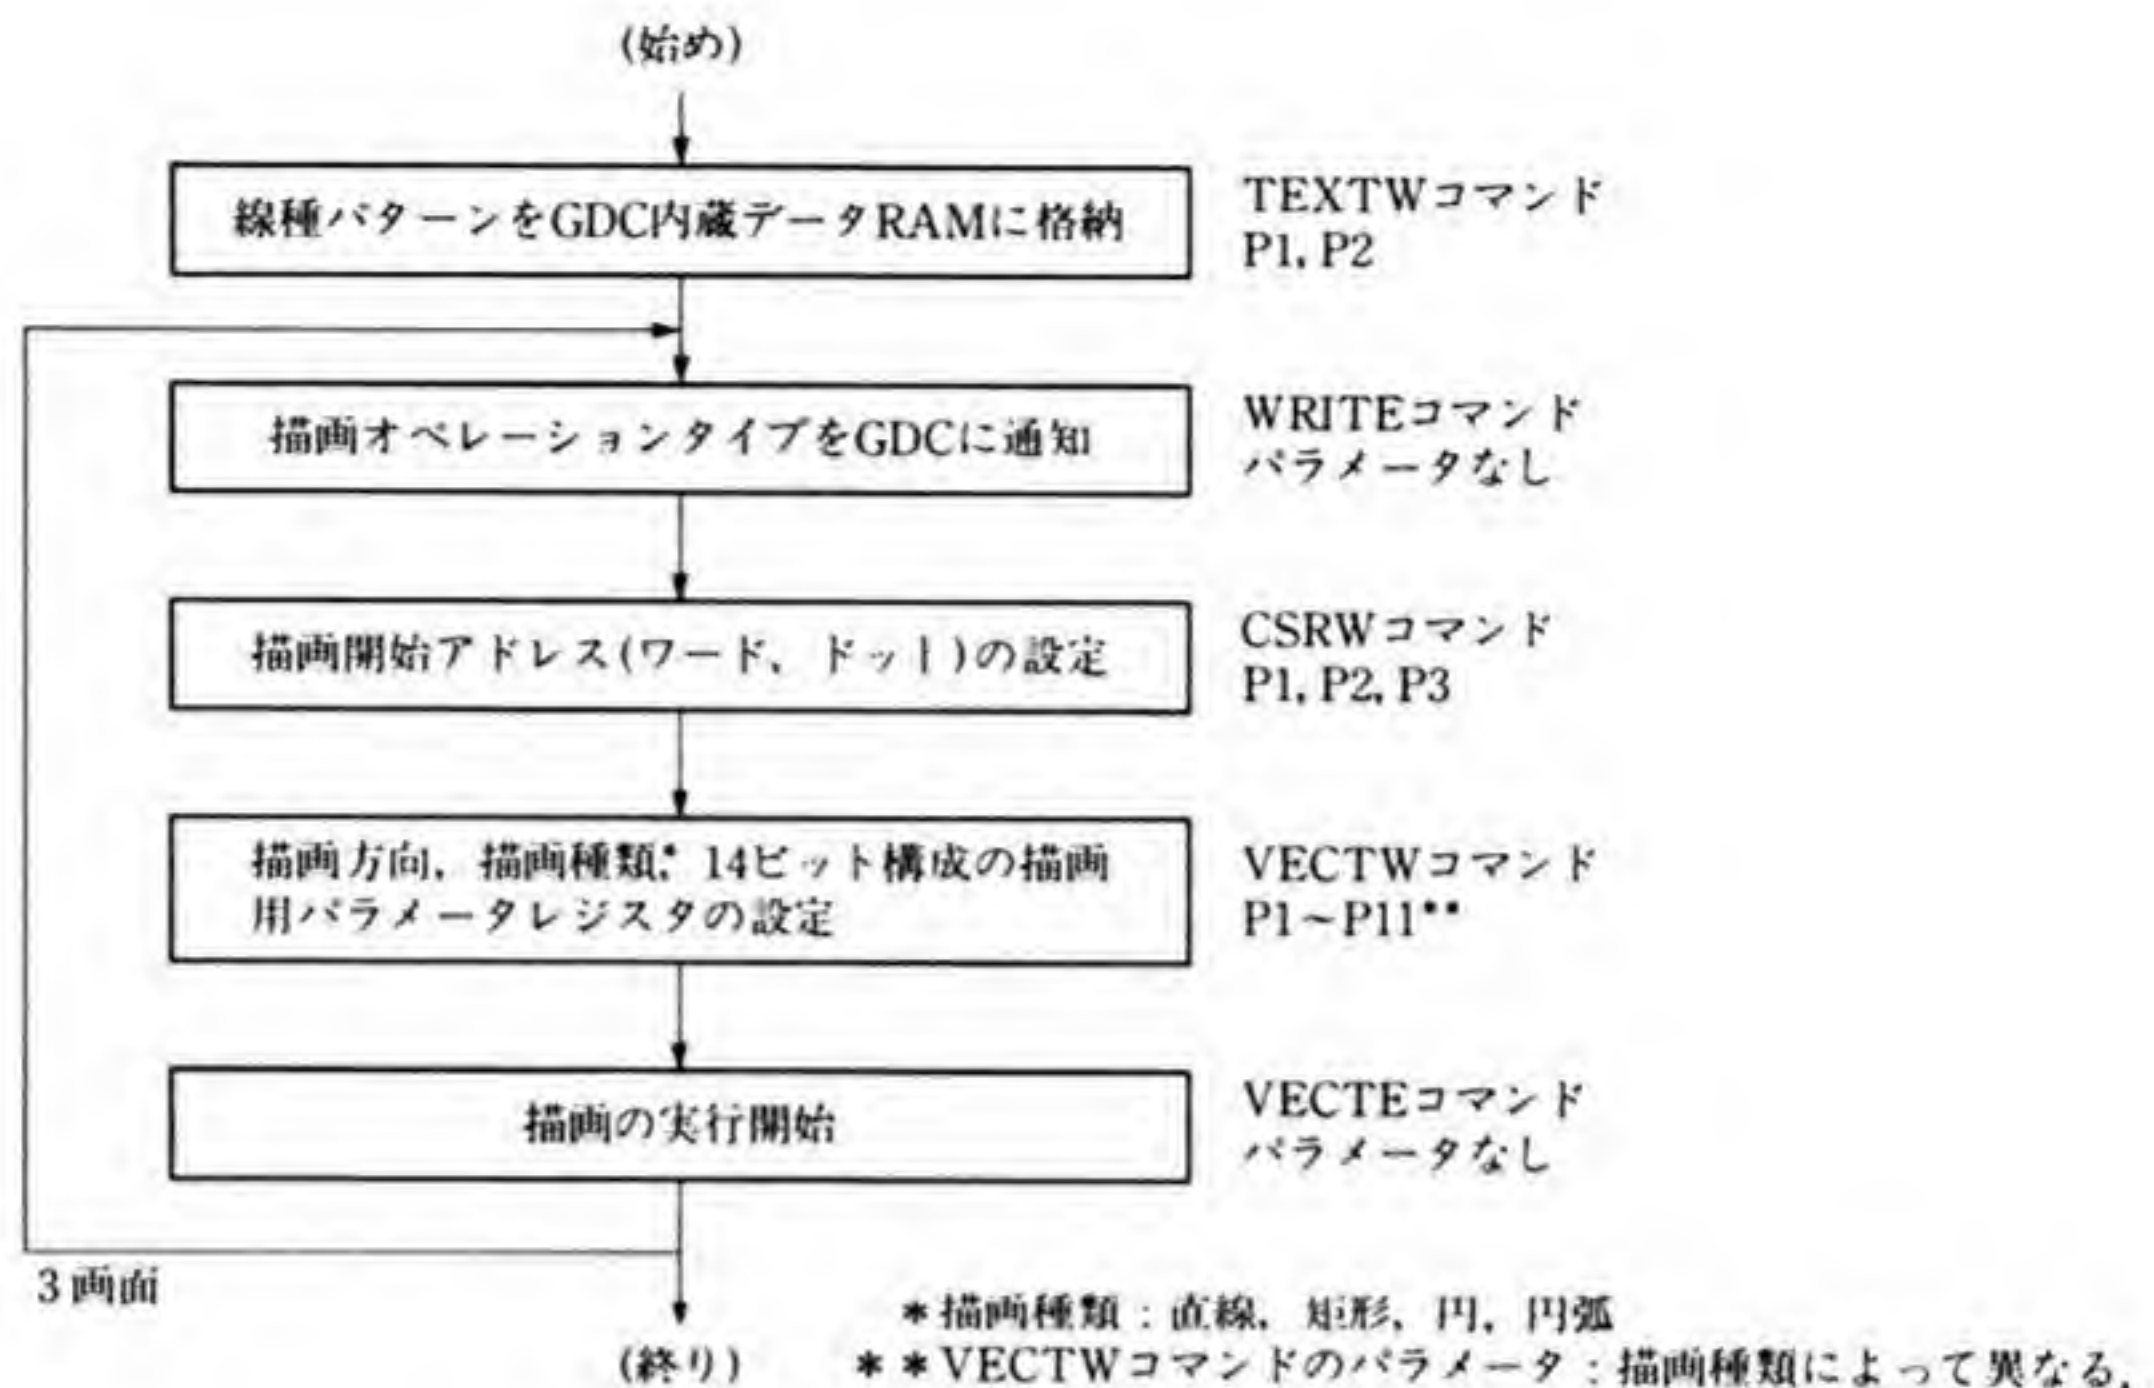 (始め)
線種パターンをGDC内蔵データRAMに格納
TEXTWコマンド
P1, P2
描画オペレーションタイプをGDCに通知
WRITEコマンド
パラメータなし
描画開始アドレス(ワード、ドット)の設定
CSRWコマンド
P1, P2, P3
描画方向, 描画種類,* 14ビット構成の描画
用パラメータレジスタの設定
VECTWコマンド
P1~P11**
描画の実行開始
VECTEコマンド
パラメータなし
3画面
(終り)
*描画種類:直線, 矩形, 円, 円弧
**VECTWコマンドのパラメータ:描画種類によって異なる.